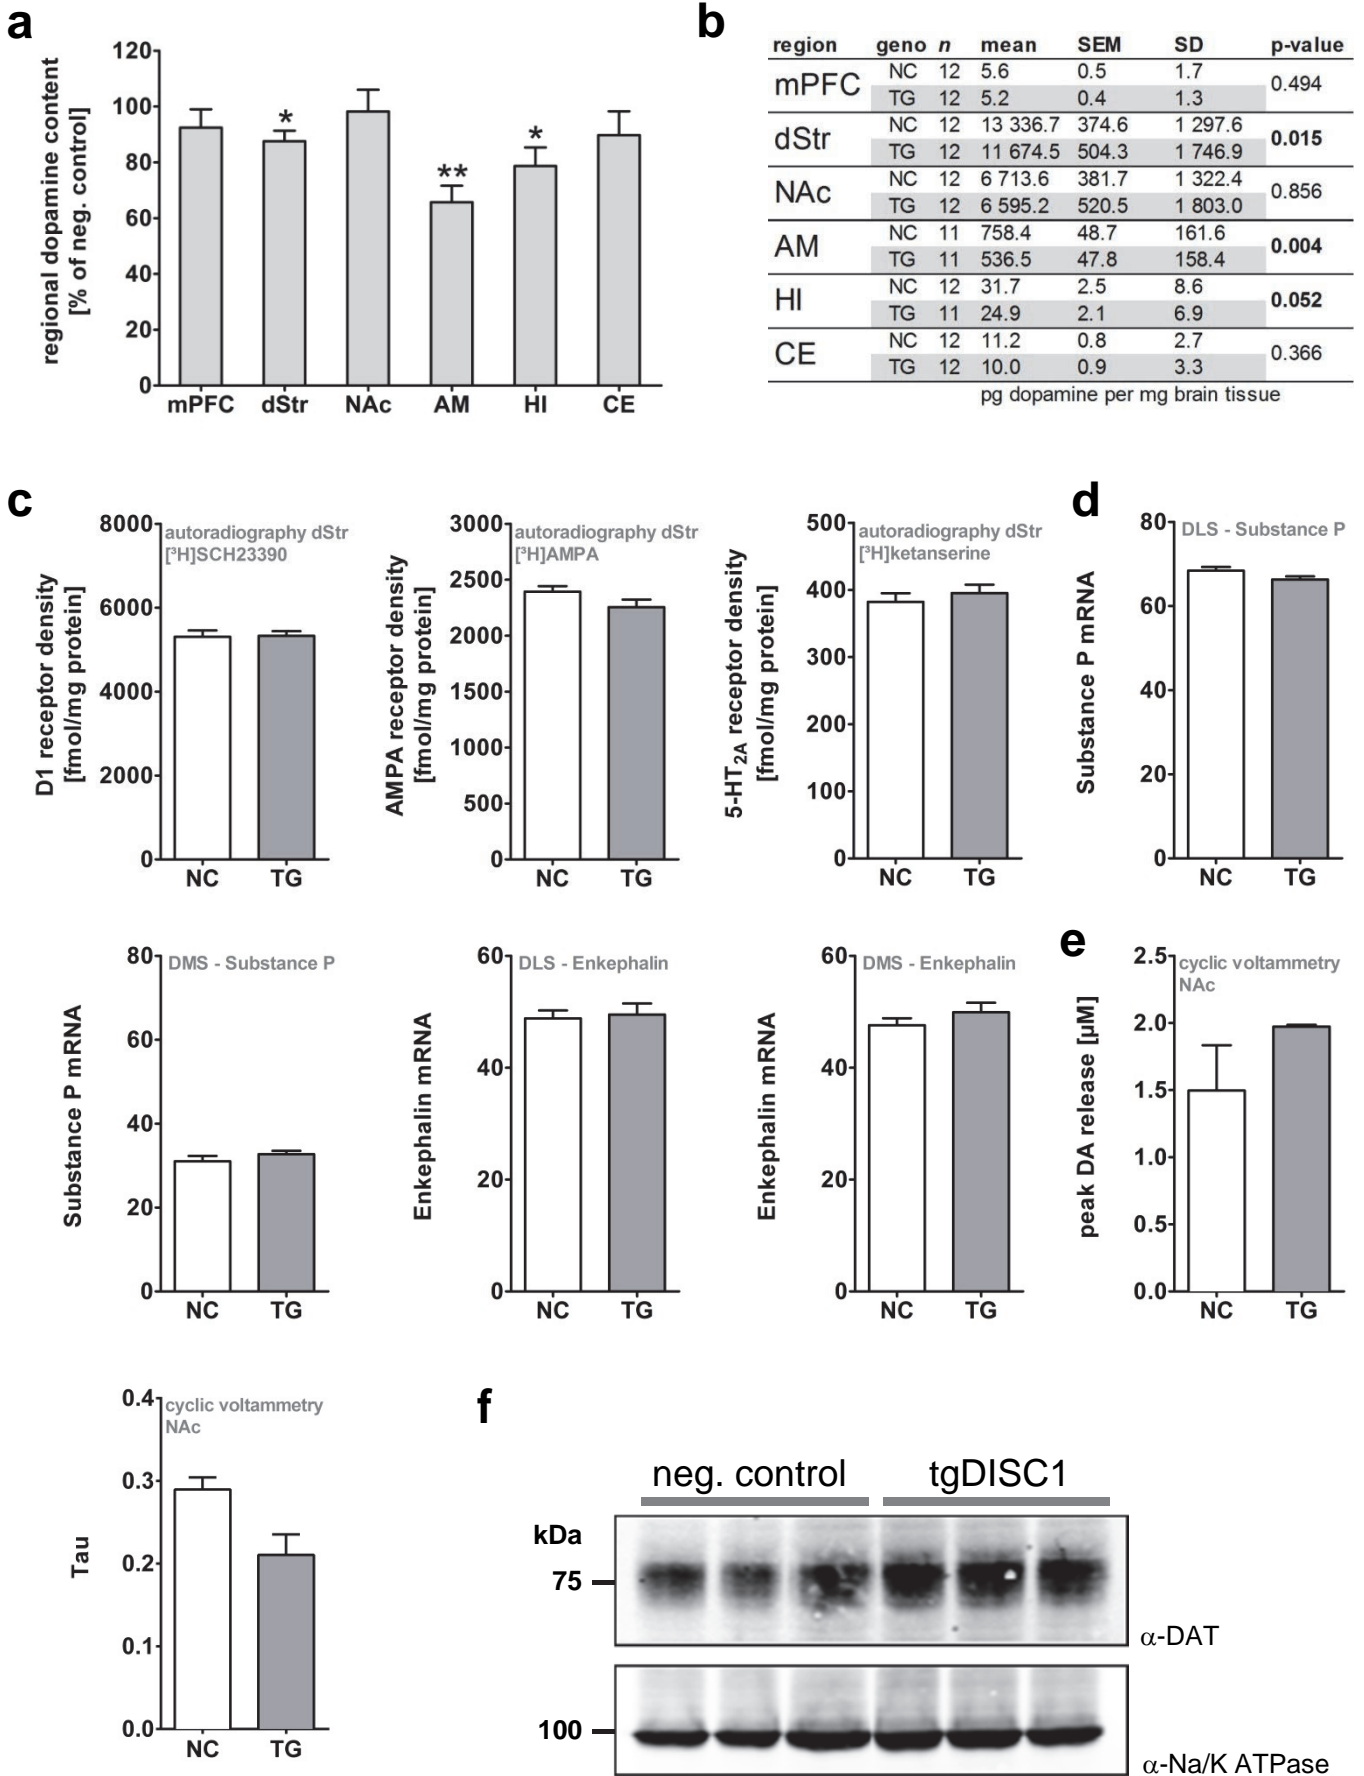 a
regional dopamine content
[% of neg. control]
120
100
80
60
40
20
0
*
**
*
mPFC dStr NAc AM HI CE
b
region geno n mean SEM SD p-value
mPFC NC 12 5.6 0.5 1.7 0.494
TG 12 5.2 0.4 1.3
dStr NC 12 13 336.7 374.6 1 297.6 0.015
TG 12 11 674.5 504.3 1 746.9
NAc NC 12 6 713.6 381.7 1 322.4 0.856
TG 12 6 595.2 520.5 1 803.0
AM NC 11 758.4 48.7 161.6 0.004
TG 11 536.5 47.8 158.4
HI NC 12 31.7 2.5 8.6 0.052
TG 11 24.9 2.1 6.9
CE NC 12 11.2 0.8 2.7 0.366
TG 12 10.0 0.9 3.3
pg dopamine per mg brain tissue
c
D1 receptor density
[fmol/mg protein]
8000
6000
4000
2000
0
autoradiography dStr
[³H]SCH23390
NC TG
AMPA receptor density
[fmol/mg protein]
3000
2500
2000
1500
1000
500
0
autoradiography dStr
[³H]AMPA
NC TG
5-HT2A receptor density
[fmol/mg protein]
500
400
300
200
100
0
autoradiography dStr
[³H]ketanserine
NC TG
d
Substance P mRNA
80
60
40
20
0
DLS - Substance P
NC TG
Substance P mRNA
80
60
40
20
0
DMS - Substance P
NC TG
Enkephalin mRNA
60
40
20
0
DLS - Enkephalin
NC TG
Enkephalin mRNA
60
40
20
0
DMS - Enkephalin
NC TG
e
peak DA release [µM]
2.5
2.0
1.5
1.0
0.5
0.0
cyclic voltammetry
NAc
NC TG
Tau
0.4
0.3
0.2
0.1
0.0
cyclic voltammetry
NAc
NC TG
f
neg. control tgDISC1
kDa
75
α-DAT
100
α-Na/K ATPase